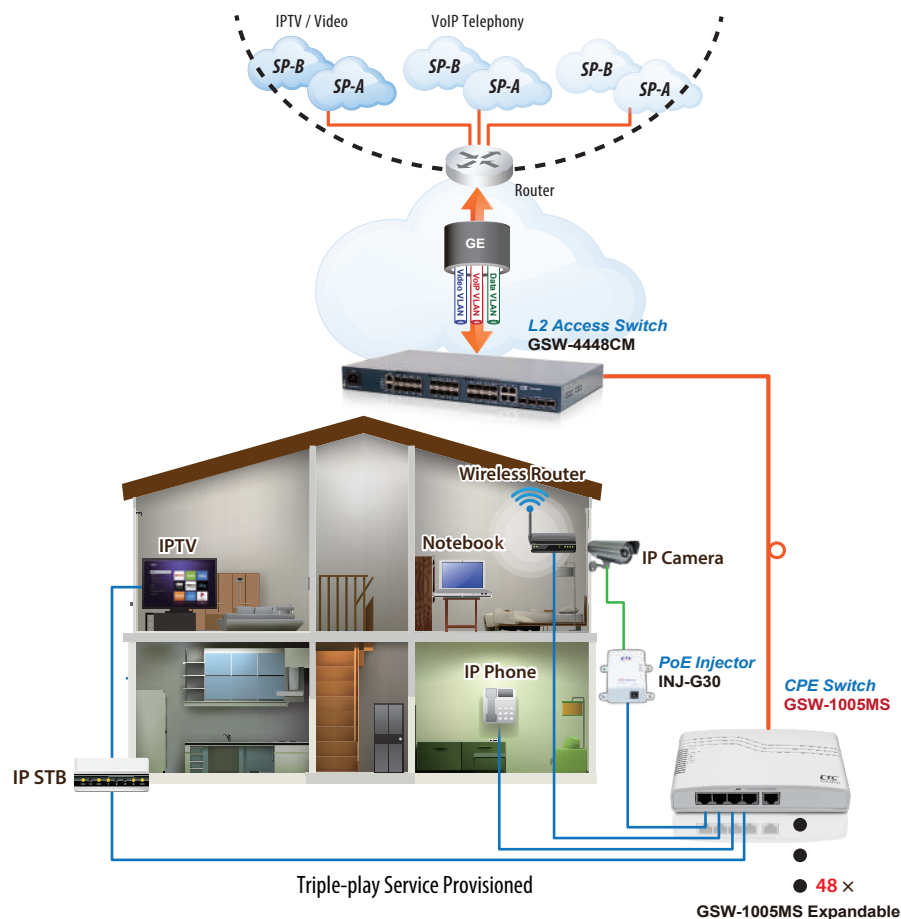 IPTV / Video
VoIP Telephony
SP-B
SP-A
SP-B
SP-A
SP-B
SP-A
Router
GE
Video VLAN
VoIP VLAN
Data VLAN
L2 Access Switch
GSW-4448CM
Wireless Router
IPTV
Notebook
IP Camera
IP Phone
PoE Injector
INJ-G30
CPE Switch
GSW-1005MS
IP STB
CTC
Triple-play Service Provisioned
48 ×
GSW-1005MS Expandable